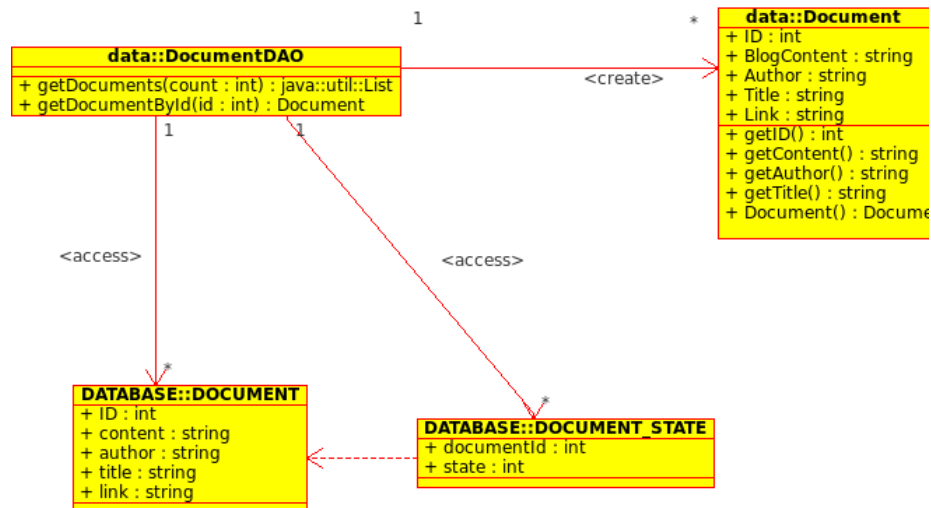 1
*
data::Document
+ ID : int
+ BlogContent : string
+ Author : string
+ Title : string
+ Link : string
+ getID() : int
+ getContent() : string
+ getAuthor() : string
+ getTitle() : string
+ Document() : Docume
data::DocumentDAO
+ getDocuments(count : int) : java::util::List
+ getDocumentById(id : int) : Document
<create>
1
1
<access>
<access>
*
*
DATABASE::DOCUMENT
+ ID : int
+ content : string
+ author : string
+ title : string
+ link : string
DATABASE::DOCUMENT_STATE
+ documentId : int
+ state : int